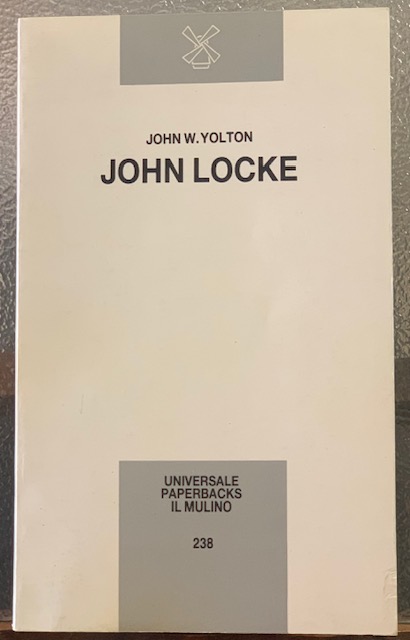 JOHN W. YOLTON
JOHN LOCKE
UNIVERSALE
PAPERBACKS
IL MULINO
238